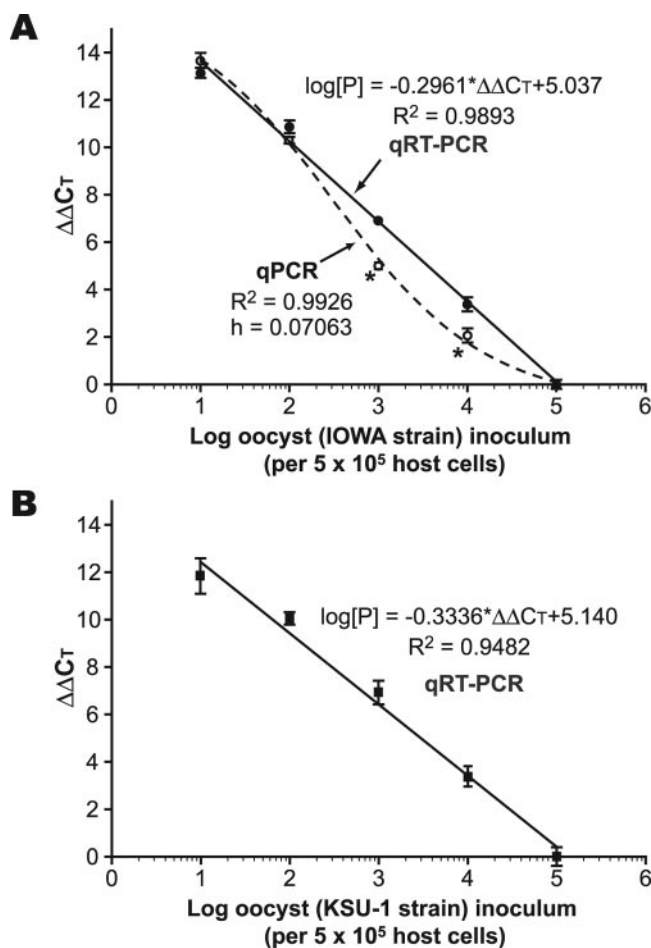 A
14
12
10
8
6
4
2
0
ΔΔCT
log[P] = -0.2961*ΔΔCT+5.037
R² = 0.9893
qRT-PCR
qPCR
R² = 0.9926
h = 0.07063
*
*
0 1 2 3 4 5 6
Log oocyst (IOWA strain) inoculum
(per 5 x 10⁵ host cells)
B
14
12
10
8
6
4
2
0
ΔΔCT
log[P] = -0.3336*ΔΔCT+5.140
R² = 0.9482
qRT-PCR
0 1 2 3 4 5 6
Log oocyst (KSU-1 strain) inoculum
(per 5 x 10⁵ host cells)